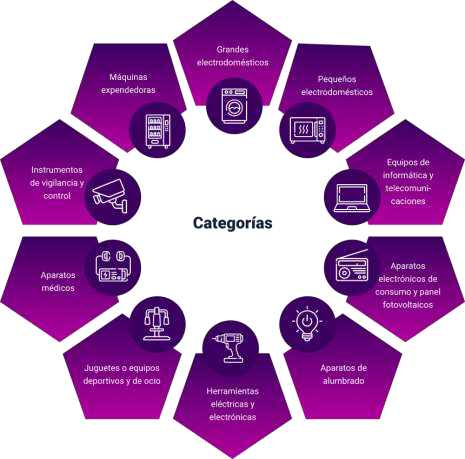 Grandes
electrodomésticos
Pequeños
electrodomésticos
Equipos de
informática y
telecomuni-
caciones
Aparatos
electrónicos de
consumo y panel
fotovoltaicos
Aparatos de
alumbrado
Herramientas
eléctricas y
electrónicas
Juguetes o equipos
deportivos y de ocio
Aparatos
médicos
Instrumentos
de vigilancia y
control
Máquinas
expendedoras
Categorías